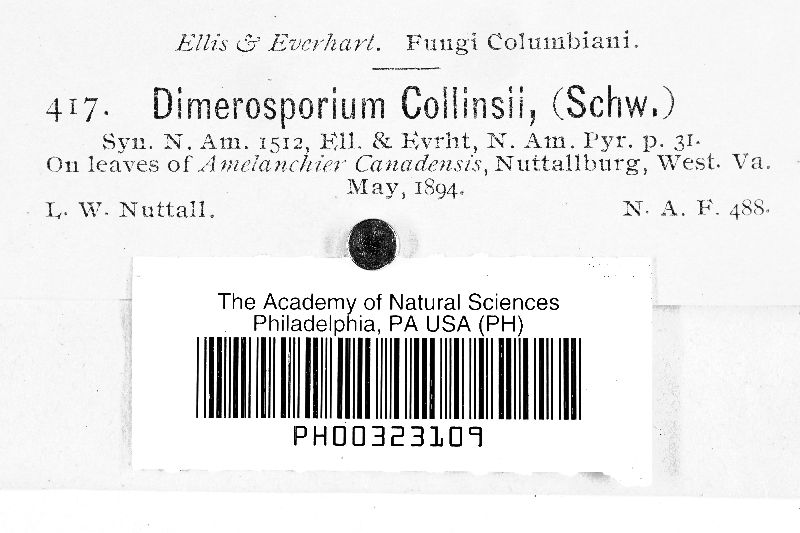 Ellis & Everhart. Fungi Columbiani.
417. Dimerosporium Collinsii, (Schw.)
Syn. N. Am. 1512, Ell. & Evrht, N. Am. Pyr. p. 31.
On leaves of Amelanchier Canadensis, Nuttallburg, West. Va.
May, 1894.
L. W. Nuttall. N. A. F. 488.
The Academy of Natural Sciences
Philadelphia, PA USA (PH)
PH00323109